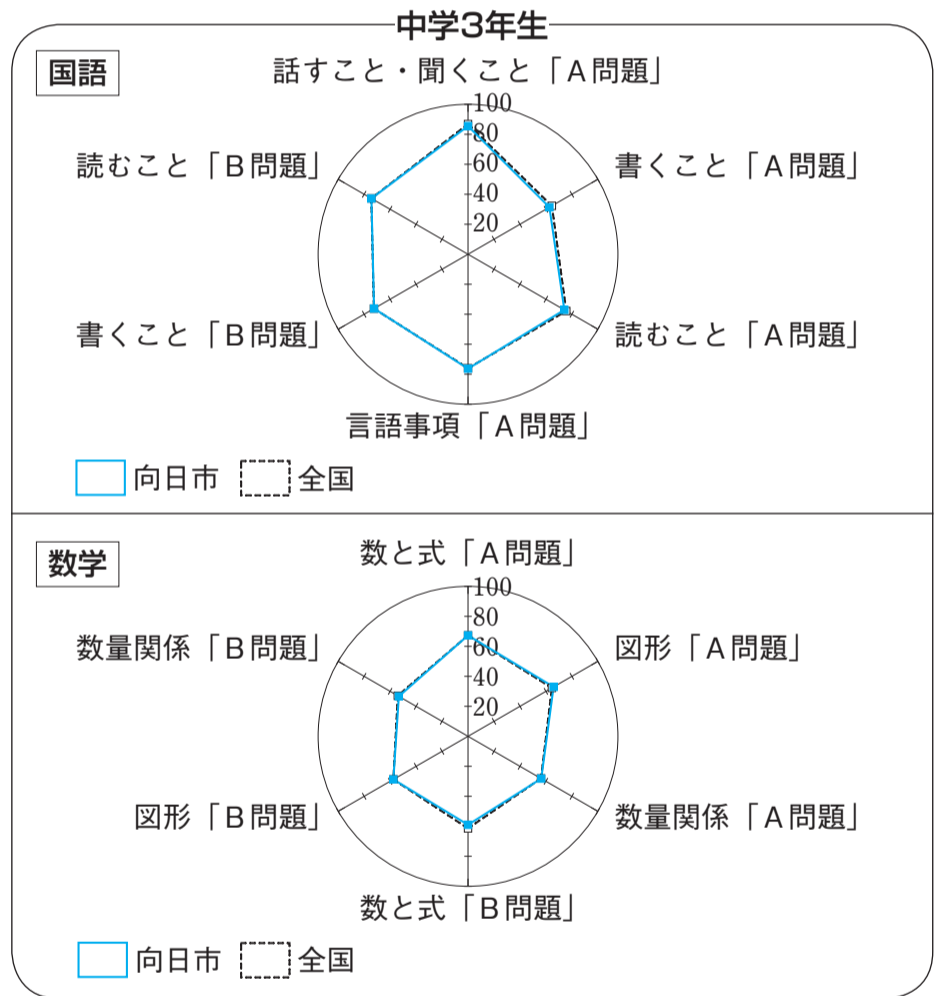 中学3年生
国語
話すこと・聞くこと「A問題」
100
80
60
40
20
読むこと「B問題」
書くこと「A問題」
書くこと「B問題」
読むこと「A問題」
言語事項「A問題」
向日市 全国
数学
数と式「A問題」
100
80
60
40
20
数量関係「B問題」
図形「A問題」
図形「B問題」
数量関係「A問題」
数と式「B問題」
向日市 全国